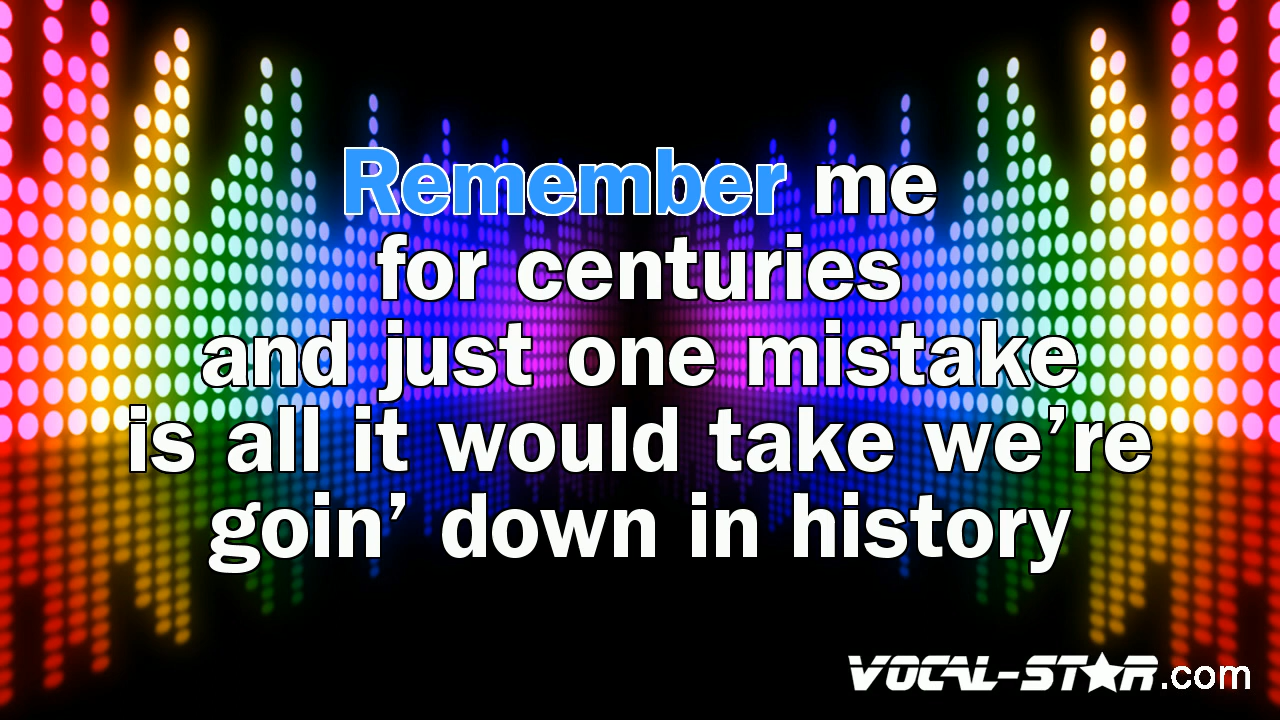 Remember me
for centuries
and just one mistake
is all it would take we’re
goin’ down in history
VOCAL-STAR.com